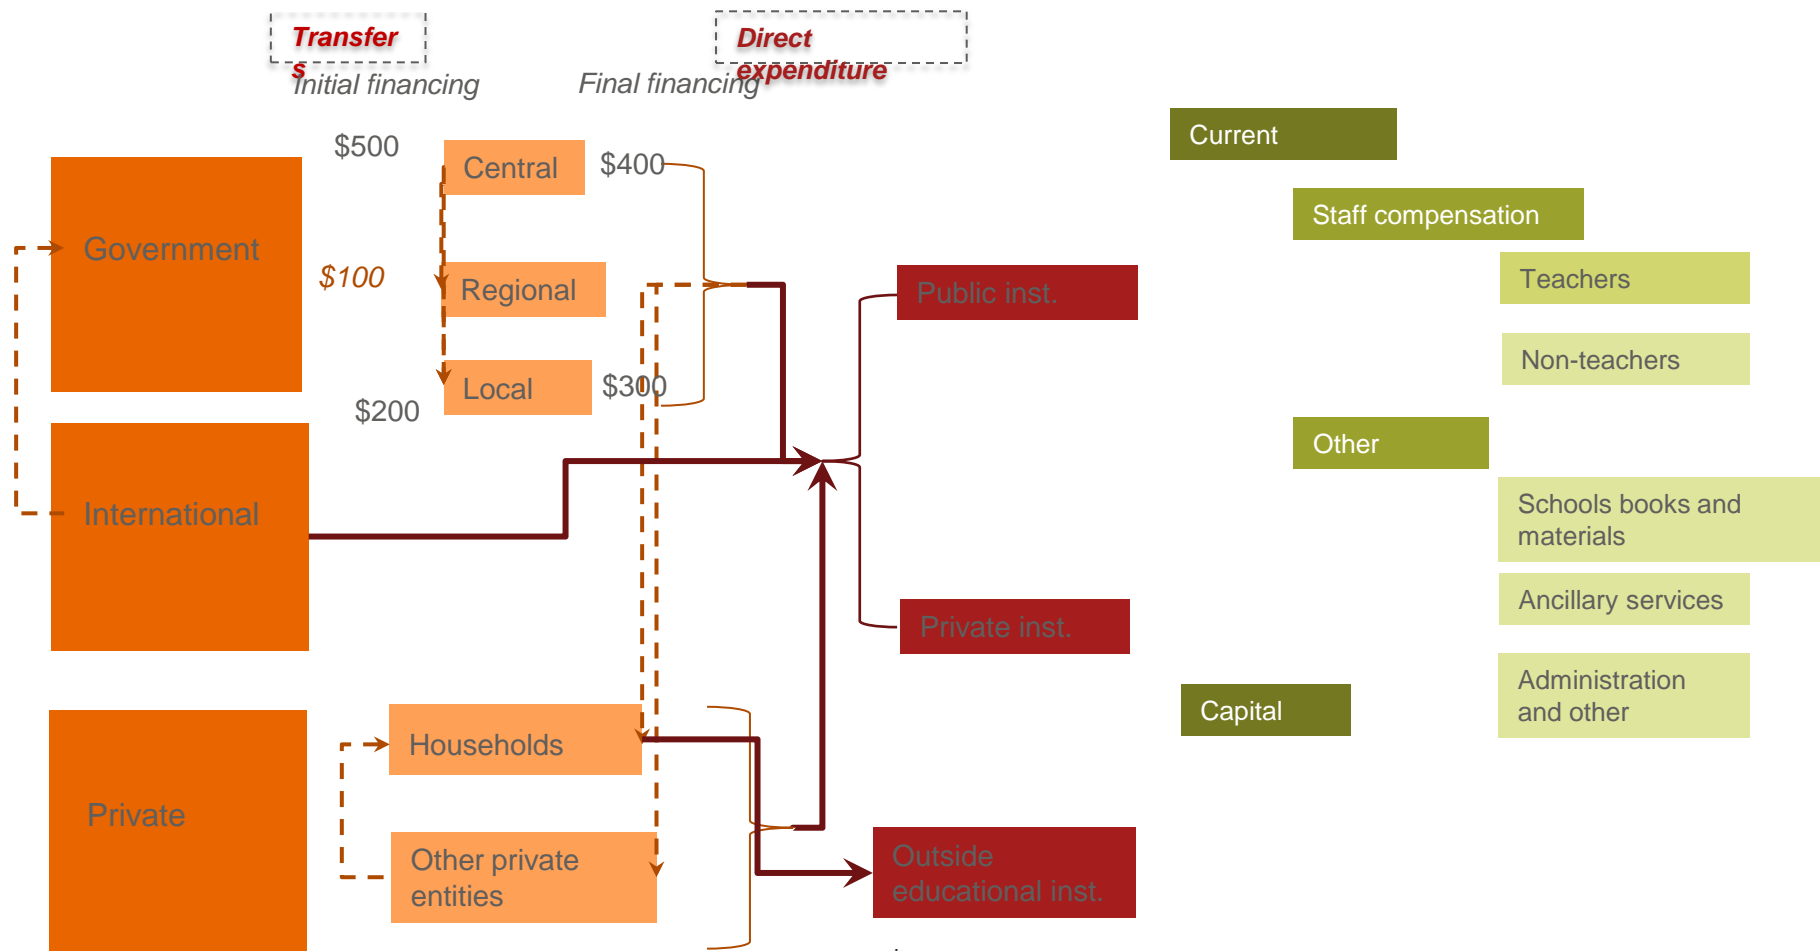 Transfer
s
Direct
expenditure
Initial financing
Final financing
$500
Central
$400
Government
$100
Regional
Local
$300
$200
International
Private
Households
Other private
entities
Public inst.
Private inst.
Outside
educational inst.
Current
Staff compensation
Teachers
Non-teachers
Other
Schools books and
materials
Ancillary services
Administration
and other
Capital